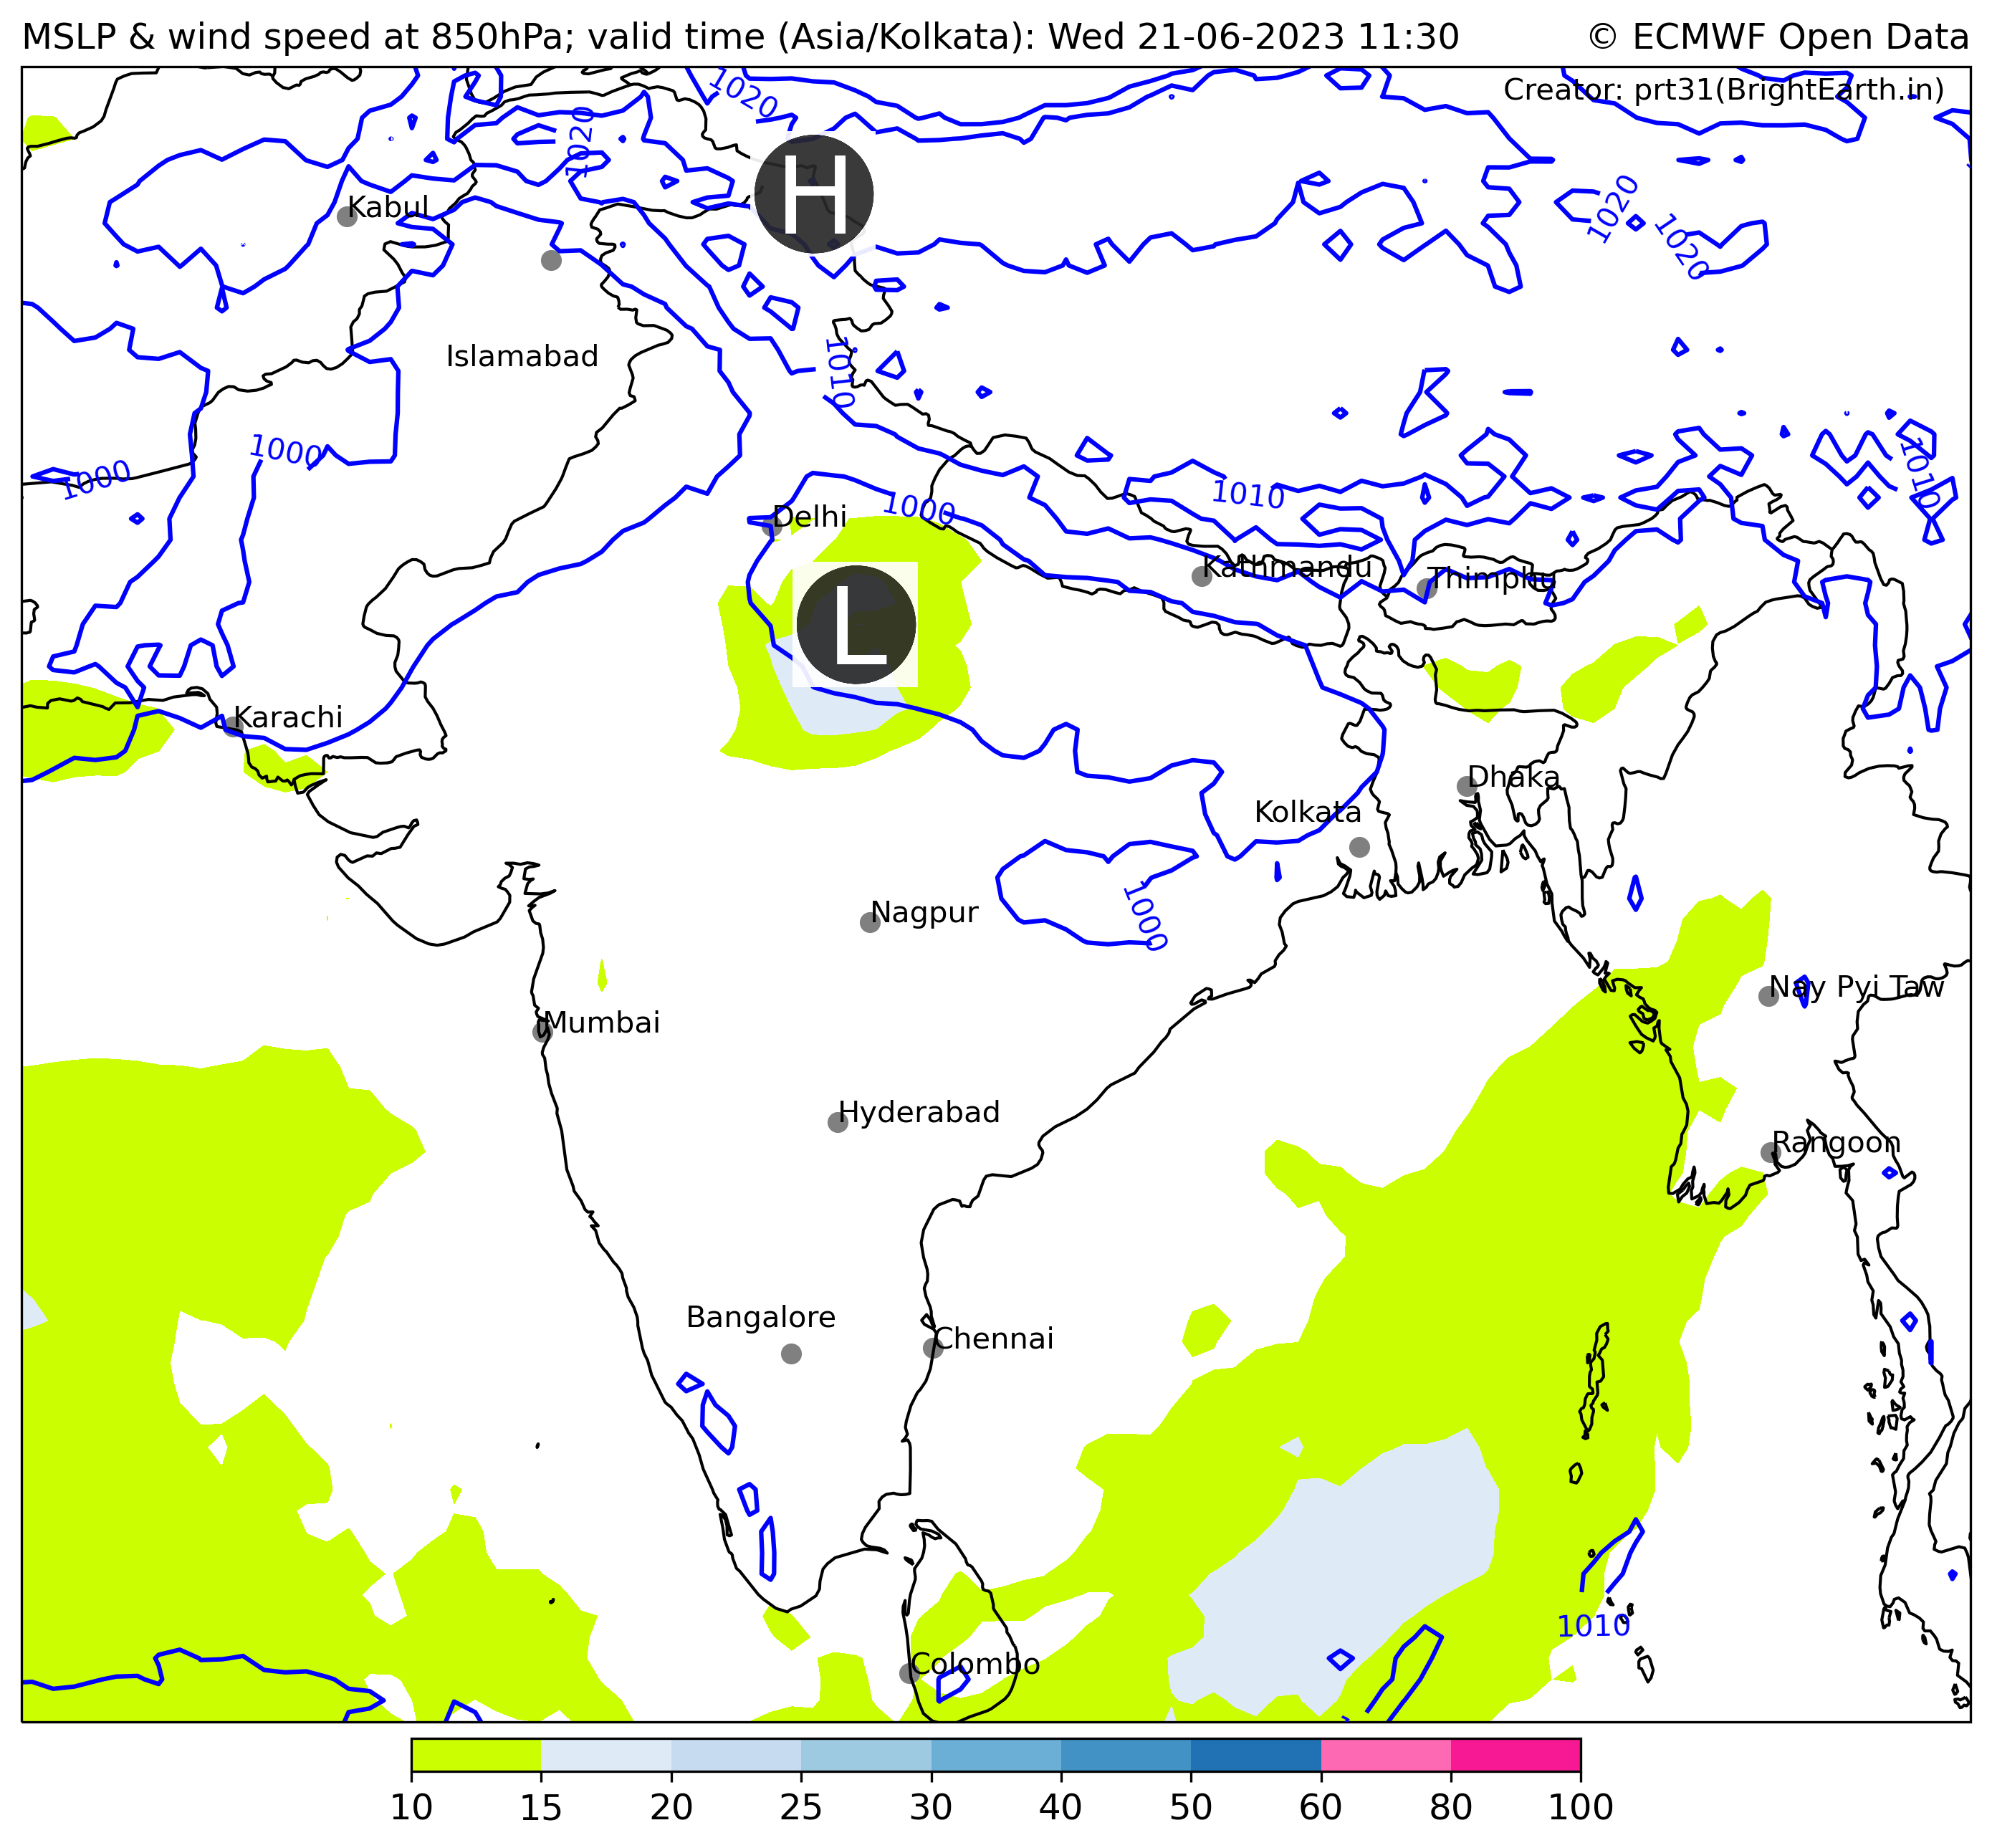 MSLP & wind speed at 850hPa; valid time (Asia/Kolkata): Wed 21-06-2023 11:30
© ECMWF Open Data
Creator: prt31(BrightEarth.in)
1020
1020
H
1020
1020
Kabul
Islamabad
1010
1000
1000
1010
1010
1000
Delhi
Kathmandu
Thimphu
L
Karachi
Dhaka
Kolkata
Nagpur
1000
Nay Pyi Taw
Mumbai
Hyderabad
Rangoon
Bangalore
Chennai
1010
Colombo
10 15 20 25 30 40 50 60 80 100